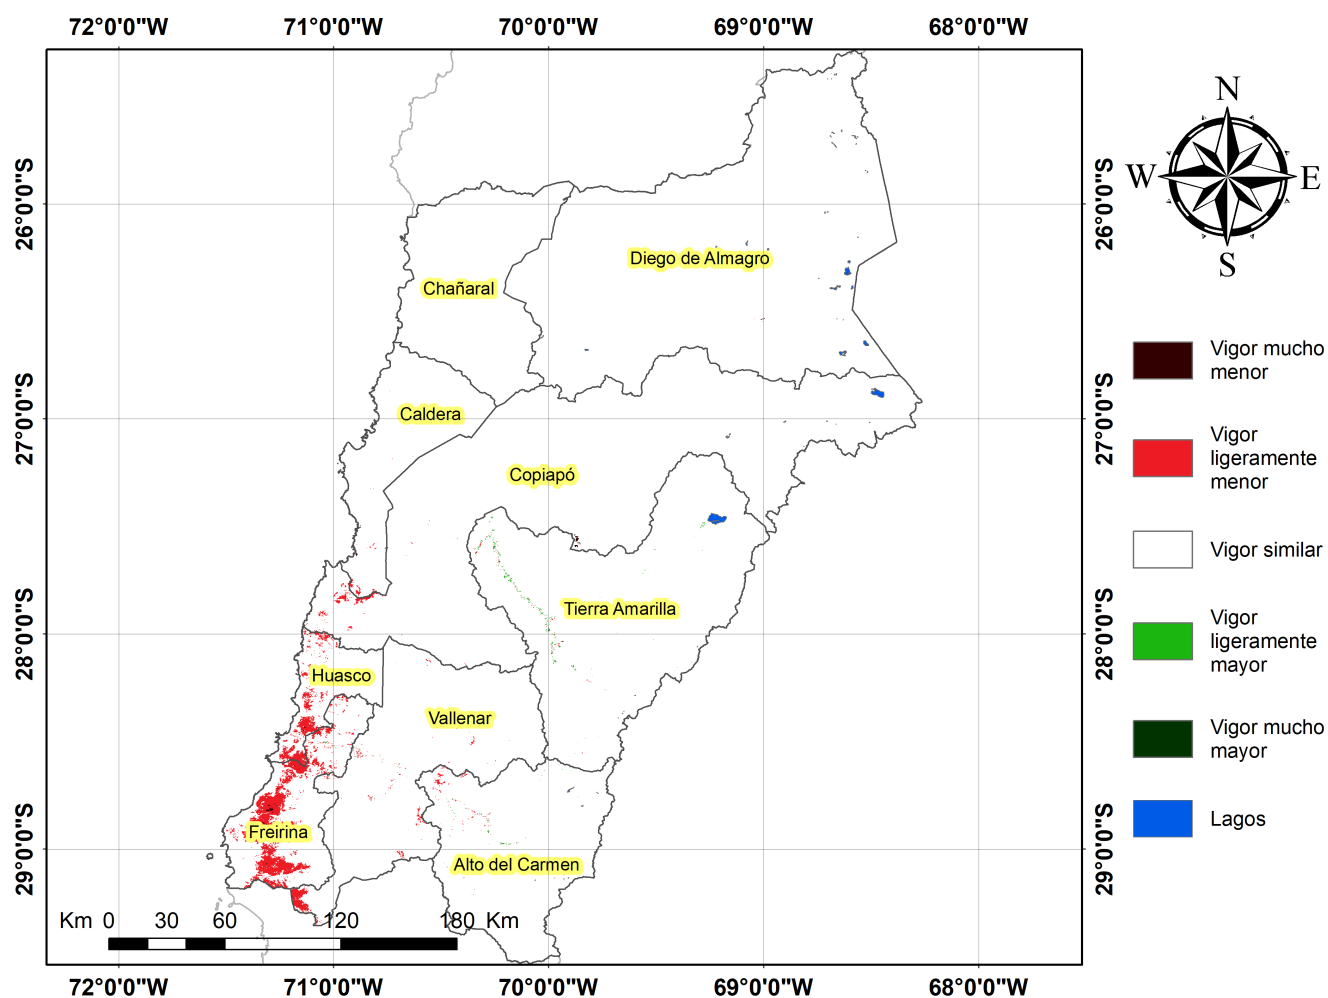 72°0'0"W 71°0'0"W 70°0'0"W 69°0'0"W 68°0'0"W
N
W E
S
26°0'0"S 26°0'0"S
Diego de Almagro
Chañaral
Vigor mucho
menor
Caldera
27°0'0"S 27°0'0"S
Vigor
ligeramente
menor
Copiapó
Vigor similar
Tierra Amarilla
28°0'0"S 28°0'0"S
Vigor
ligeramente
mayor
Huasco
Vallenar
Vigor mucho
mayor
Lagos
Freirina
29°0'0"S 29°0'0"S
Alto del Carmen
Km 0 30 60 120 180 Km
72°0'0"W 71°0'0"W 70°0'0"W 69°0'0"W 68°0'0"W